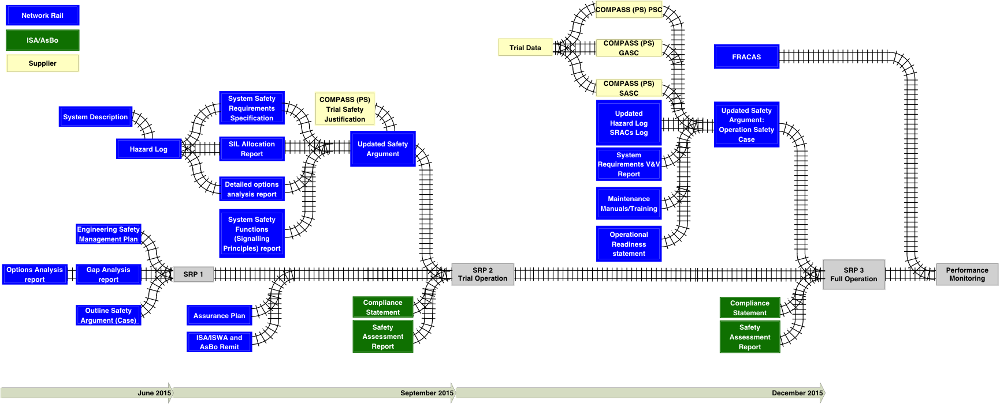 Network Rail
ISA/AsBo
Supplier
System Description
Hazard Log
System Safety
Requirements
Specification
SIL Allocation
Report
Detailed options
analysis report
System Safety
Functions
(Signalling
Principles) report
COMPASS (PS)
Trial Safety
Justification
Updated Safety
Argument
Trial Data
COMPASS (PS) PSC
COMPASS (PS)
GASC
COMPASS (PS)
SASC
Updated
Hazard Log
SRACs Log
System
Requirements V&V
Report
Maintenance
Manuals/Training
Operational
Readiness
statement
FRACAS
Updated Safety
Argument:
Operation Safety
Case
Engineering Safety
Management Plan
Options Analysis
report
Gap Analysis
report
Outline Safety
Argument (Case)
SRP 1
Assurance Plan
ISA/ISWA and
AsBo Remit
SRP 2
Trial Operation
Compliance
Statement
Safety
Assessment
Report
SRP 3
Full Operation
Compliance
Statement
Safety
Assessment
Report
Performance
Monitoring
June 2015
September 2015
December 2015